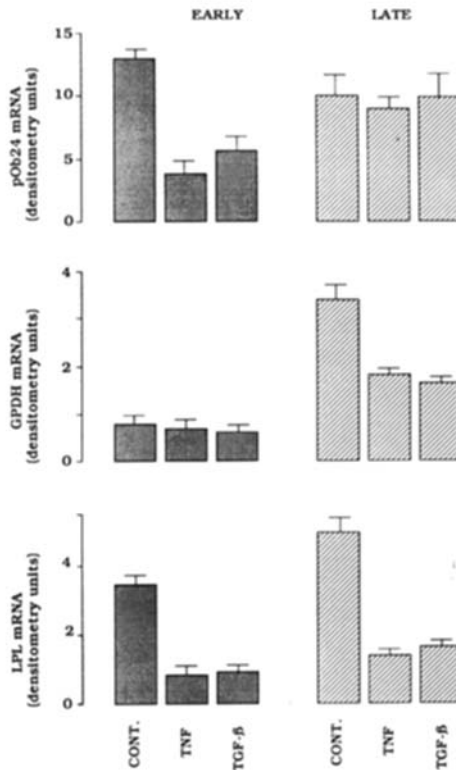 EARLY LATE
pOb24 mRNA
(densitometry units)
15
10
5
0
GPDH mRNA
(densitometry units)
4
2
0
LPL mRNA
(densitometry units)
4
2
0
CONT.
TNF
TGF-β
CONT.
TNF
TGF-β